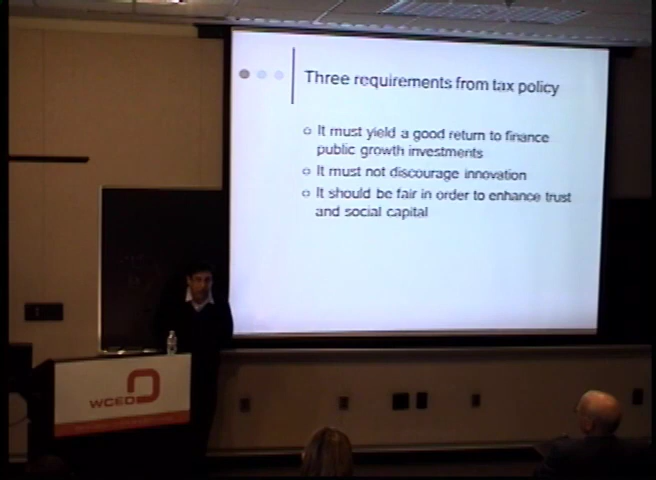 Three requirements from tax policy
It must yield a good return to finance
public growth investments
It must not discourage innovation
It should be fair in order to enhance trust
and social capital
WCED